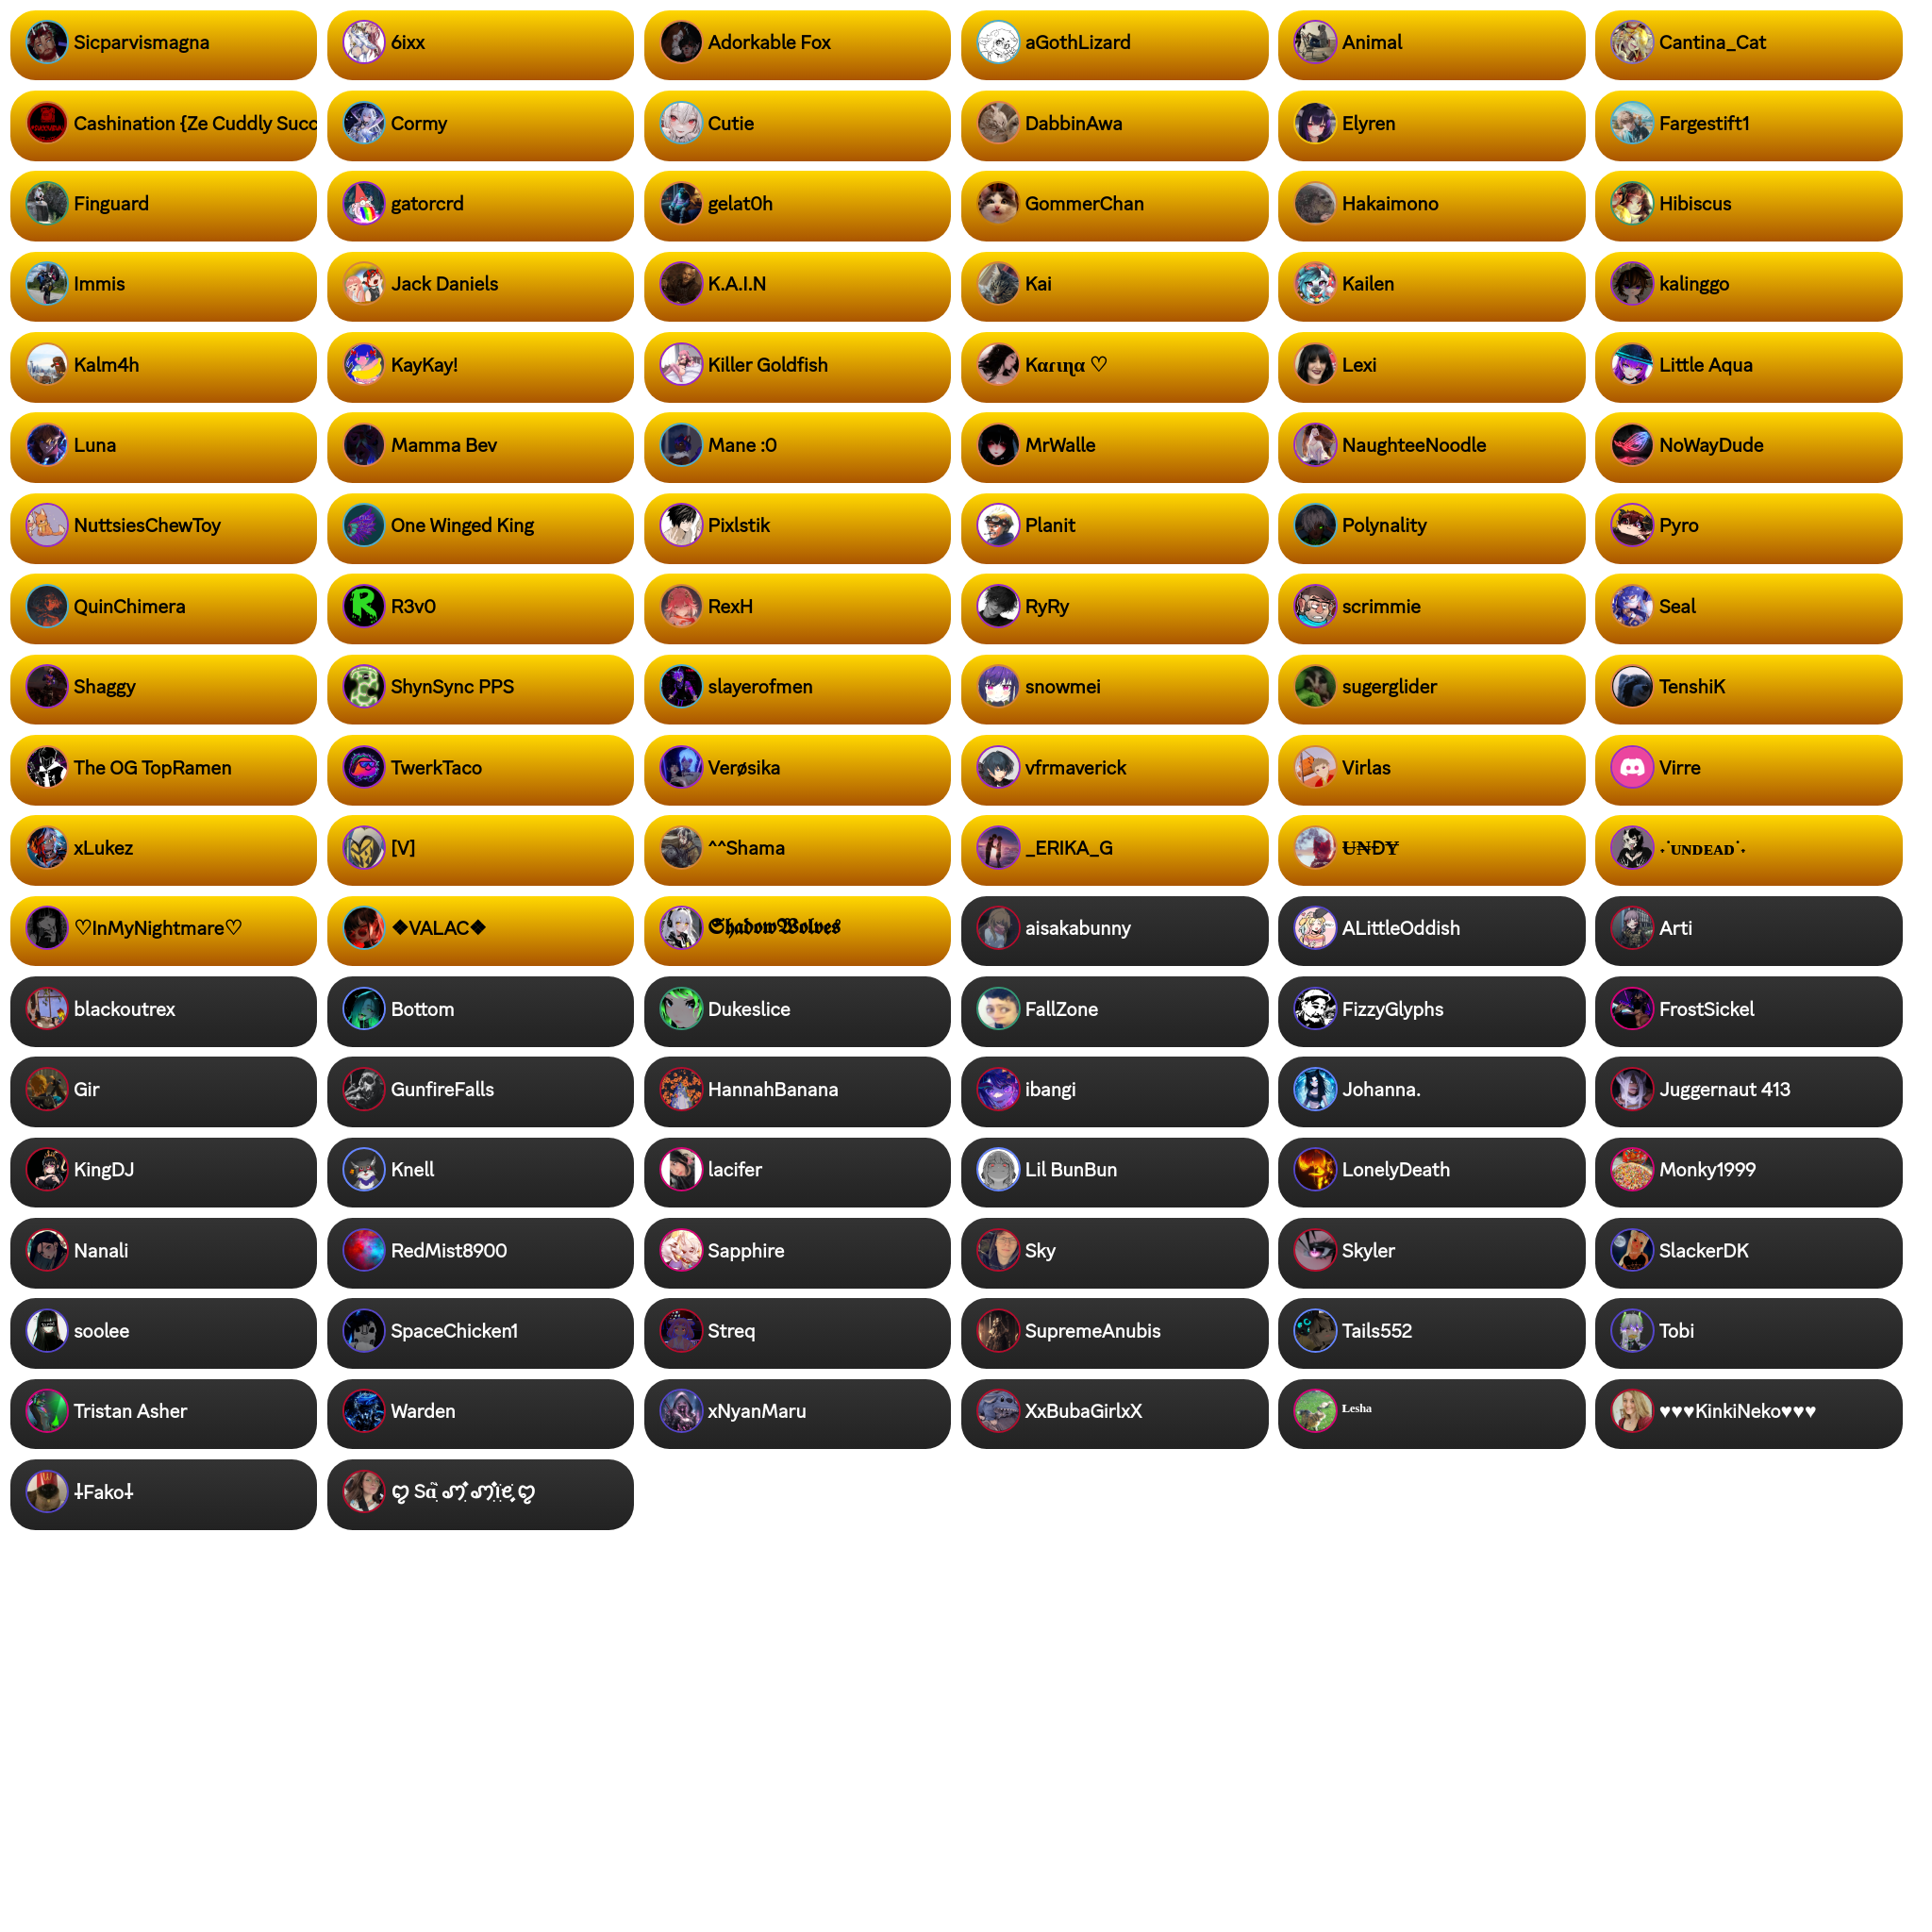 Sicparvismagna
6ixx
Adorkable Fox
aGothLizard
Animal
Cantina_Cat
Cashination {Ze Cuddly Succ
Cormy
Cutie
DabbinAwa
Elyren
Fargestift1
Finguard
gatorcrd
gelat0h
GommerChan
Hakaimono
Hibiscus
Immis
Jack Daniels
K.A.I.N
Kai
Kailen
kalinggo
Kalm4h
KayKay!
Killer Goldfish
Kαɾιɳα ♡
Lexi
Little Aqua
Luna
Mamma Bev
Mane :0
MrWalle
NaughteeNoodle
NoWayDude
NuttsiesChewToy
One Winged King
Pixlstik
Planit
Polynality
Pyro
QuinChimera
R3v0
RexH
RyRy
scrimmie
Seal
Shaggy
ShynSync PPS
slayerofmen
snowmei
sugerglider
TenshiK
The OG TopRamen
TwerkTaco
Verøsika
vfrmaverick
Virlas
Virre
xLukez
[V]
^^Shama
_ERIKA_G
U̶N̶ĐɎ
˖˙ᴜɴᴅᴇᴀᴅ˙˖
♡InMyNightmare♡
❖VALAC❖
𝕾𝖍𝖆𝖉𝖔𝖜𝖂𝖔𝖑𝖛𝖊𝖘
aisakabunny
ALittleOddish
Arti
blackoutrex
Bottom
Dukeslice
FallZone
FizzyGlyphs
FrostSickel
Gir
GunfireFalls
HannahBanana
ibangi
Johanna.
Juggernaut 413
KingDJ
Knell
lacifer
Lil BunBun
LonelyDeath
Monky1999
Nanali
RedMist8900
Sapphire
Sky
Skyler
SlackerDK
soolee
SpaceChicken1
Streq
SupremeAnubis
Tails552
Tobi
Tristan Asher
Warden
xNyanMaru
XxBubaGirlxX
ᴸᵉˢʰᵃ
♥♥♥KinkiNeko♥♥♥
⸸Fako⸸